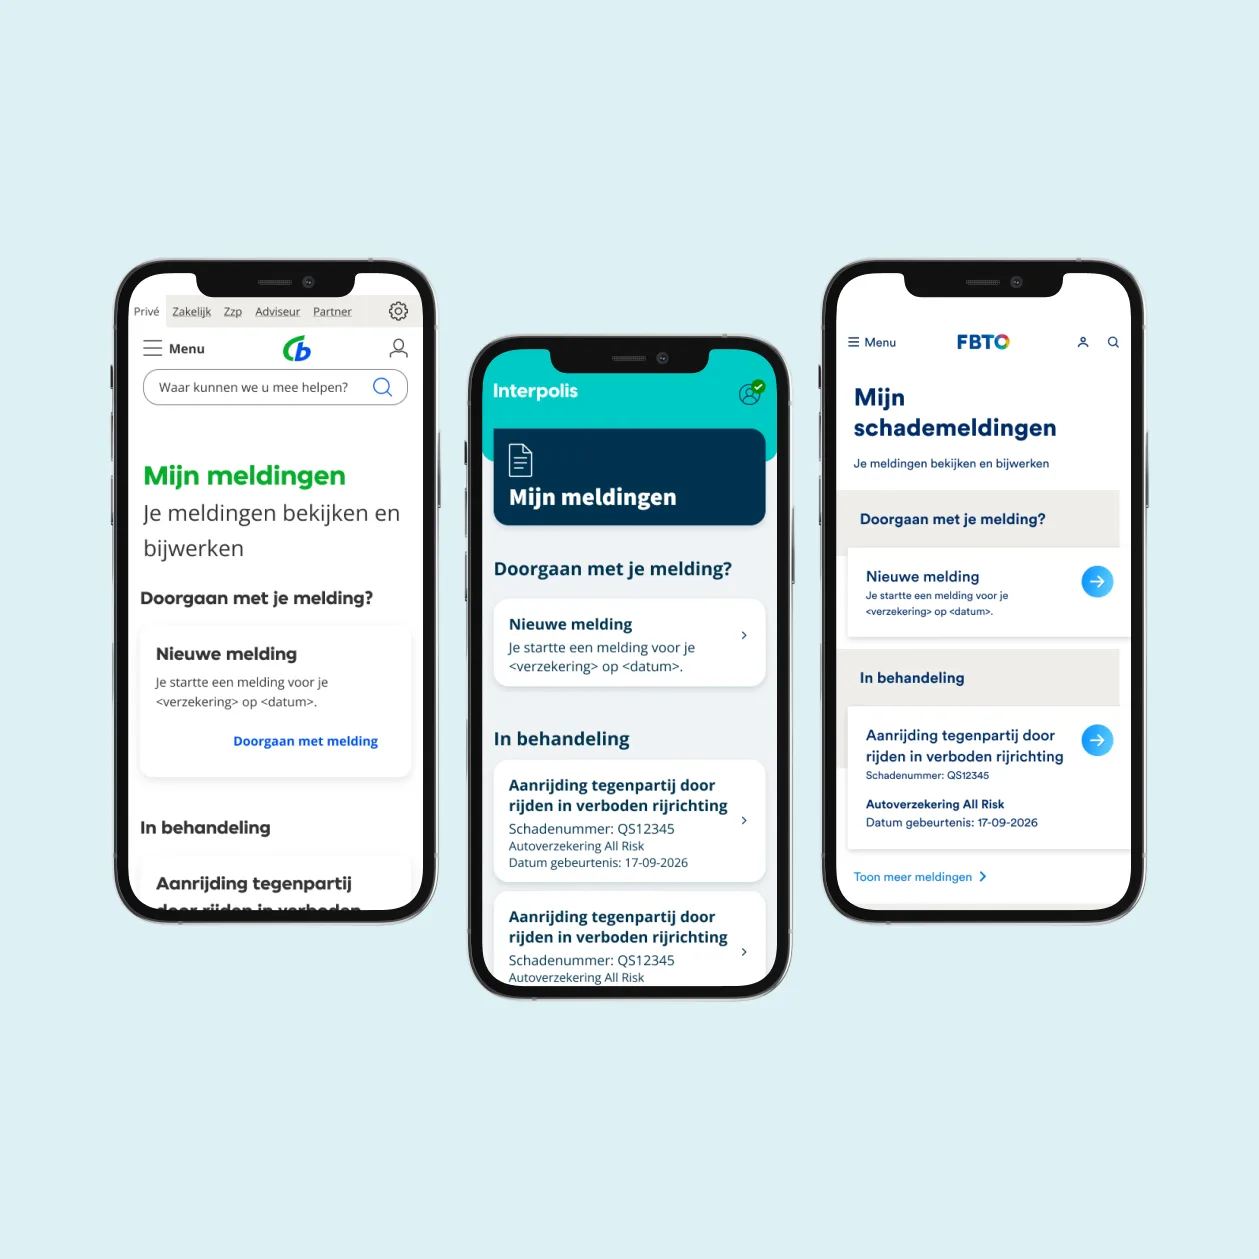 Privé Zakelijk Zzp Adviseur Partner
Menu
Waar kunnen we u mee helpen?
Mijn meldingen
Je meldingen bekijken en
bijwerken
Doorgaan met je melding?
Nieuwe melding
Je startte een melding voor je
<verzekering> op <datum>.
Doorgaan met melding
In behandeling
Aanrijding tegenpartij
door rijden in verboden
Interpolis
Mijn meldingen
Doorgaan met je melding?
Nieuwe melding
Je startte een melding voor je
<verzekering> op <datum>.
In behandeling
Aanrijding tegenpartij door
rijden in verboden rijrichting
Schadenummer: QS12345
Autoverzekering All Risk
Datum gebeurtenis: 17-09-2026
Aanrijding tegenpartij door
rijden in verboden rijrichting
Schadenummer: QS12345
Autoverzekering All Risk
Menu
FBTO
Mijn
schademeldingen
Je meldingen bekijken en bijwerken
Doorgaan met je melding?
Nieuwe melding
Je startte een melding voor je
<verzekering> op <datum>.
In behandeling
Aanrijding tegenpartij door
rijden in verboden rijrichting
Schadenummer: QS12345
Autoverzekering All Risk
Datum gebeurtenis: 17-09-2026
Toon meer meldingen